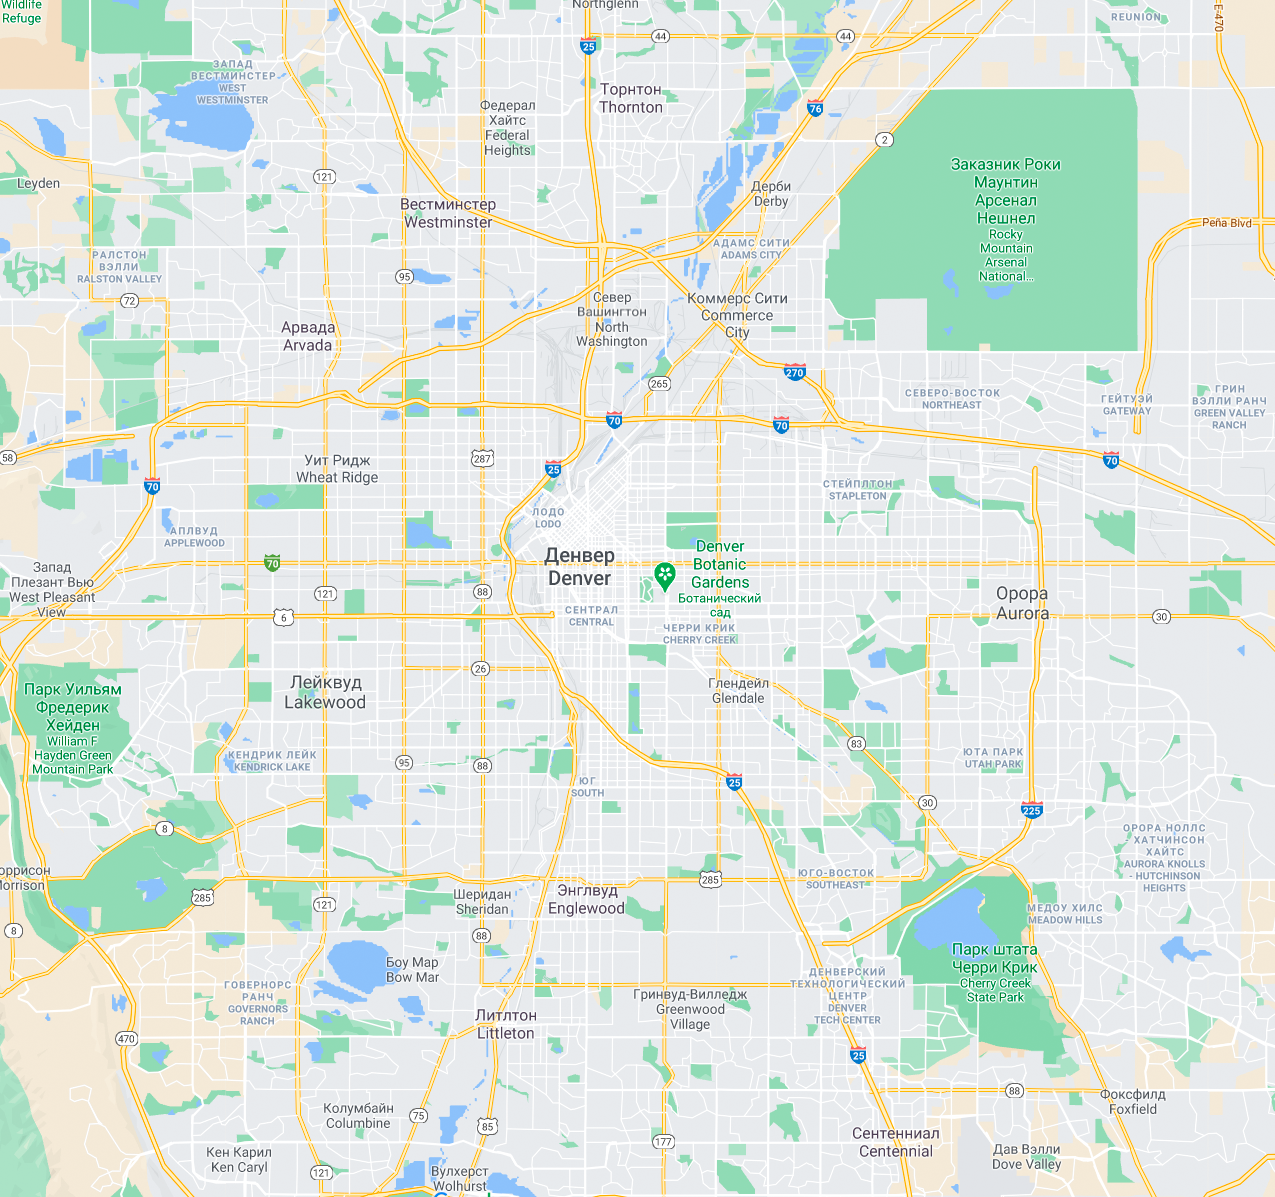 Wildlife
Refuge
Northglenn
REUNION
E-470
44
44
25
ЗАПАД
ВЕСТМИНСТЕР
WEST
WESTMINSTER
Торнтон
Thornton
Федерал
Хайтс
Federal
Heights
76
2
121
Leyden
Заказник Роки
Маунтин
Арсенал
Нешнел
Rocky
Mountain
Arsenal
National...
Дерби
Derby
Вестминстер
Westminster
Peña Blvd
АДАМС СИТИ
ADAMS CITY
РАЛСТОН
ВЭЛЛИ
RALSTON VALLEY
95
72
Север
Вашингтон
North
Washington
Коммерс Сити
Commerce
City
Арвада
Arvada
270
265
СЕВЕРО-ВОСТОК
NORTHEAST
ГЕЙТУЭЙ
GATEWAY
ГРИН
ВЭЛЛИ РАНЧ
GREEN VALLEY
RANCH
70
70
58
287
25
70
70
Уит Ридж
Wheat Ridge
СТЕЙПЛТОН
STAPLETON
ЛОДО
LODO
АПЛВУД
APPLEWOOD
Денвер
Denver
Denver
Botanic
Gardens
Ботанический
сад
70
Запад
Плезант Вью
West Pleasant
View
121
88
Орора
Aurora
6
30
СЕНТРАЛ
CENTRAL
ЧЕРРИ КРИК
CHERRY CREEK
26
Лейквуд
Lakewood
Глендейл
Glendale
Парк Уильям
Фредерик
Хейден
William F
Hayden Green
Mountain Park
КЕНДРИК ЛЕЙК
KENDRICK LAKE
95
88
83
ЮТА ПАРК
UTAH PARK
ЮГ
SOUTH
25
30
225
8
ОРОРА НОЛЛС
- ХАТЧИНСОН
ХАЙТС
AURORA KNOLLS
- HUTCHINSON
HEIGHTS
оррисон
Morrison
285
285
121
Шеридан
Sheridan
Энглвуд
Englewood
ЮГО-ВОСТОК
SOUTHEAST
МЕДОУ ХИЛС
MEADOW HILLS
8
88
Парк штата
Черри Крик
Cherry Creek
State Park
Боу Мар
Bow Mar
ГОВЕРНОРС
РАНЧ
GOVERNORS
RANCH
ДЕНВЕРСКИЙ
ТЕХНОЛОГИЧЕСКИЙ
ЦЕНТР
DENVER
TECH CENTER
Гринвуд-Вилледж
Greenwood
Village
Литлтон
Littleton
470
25
88
Фоксфилд
Foxfield
Колумбайн
Columbine
75
85
177
Сентенниал
Centennial
Кен Карил
Ken Caryl
Дав Вэлли
Dove Valley
121
Вулхерст
Wolhurst